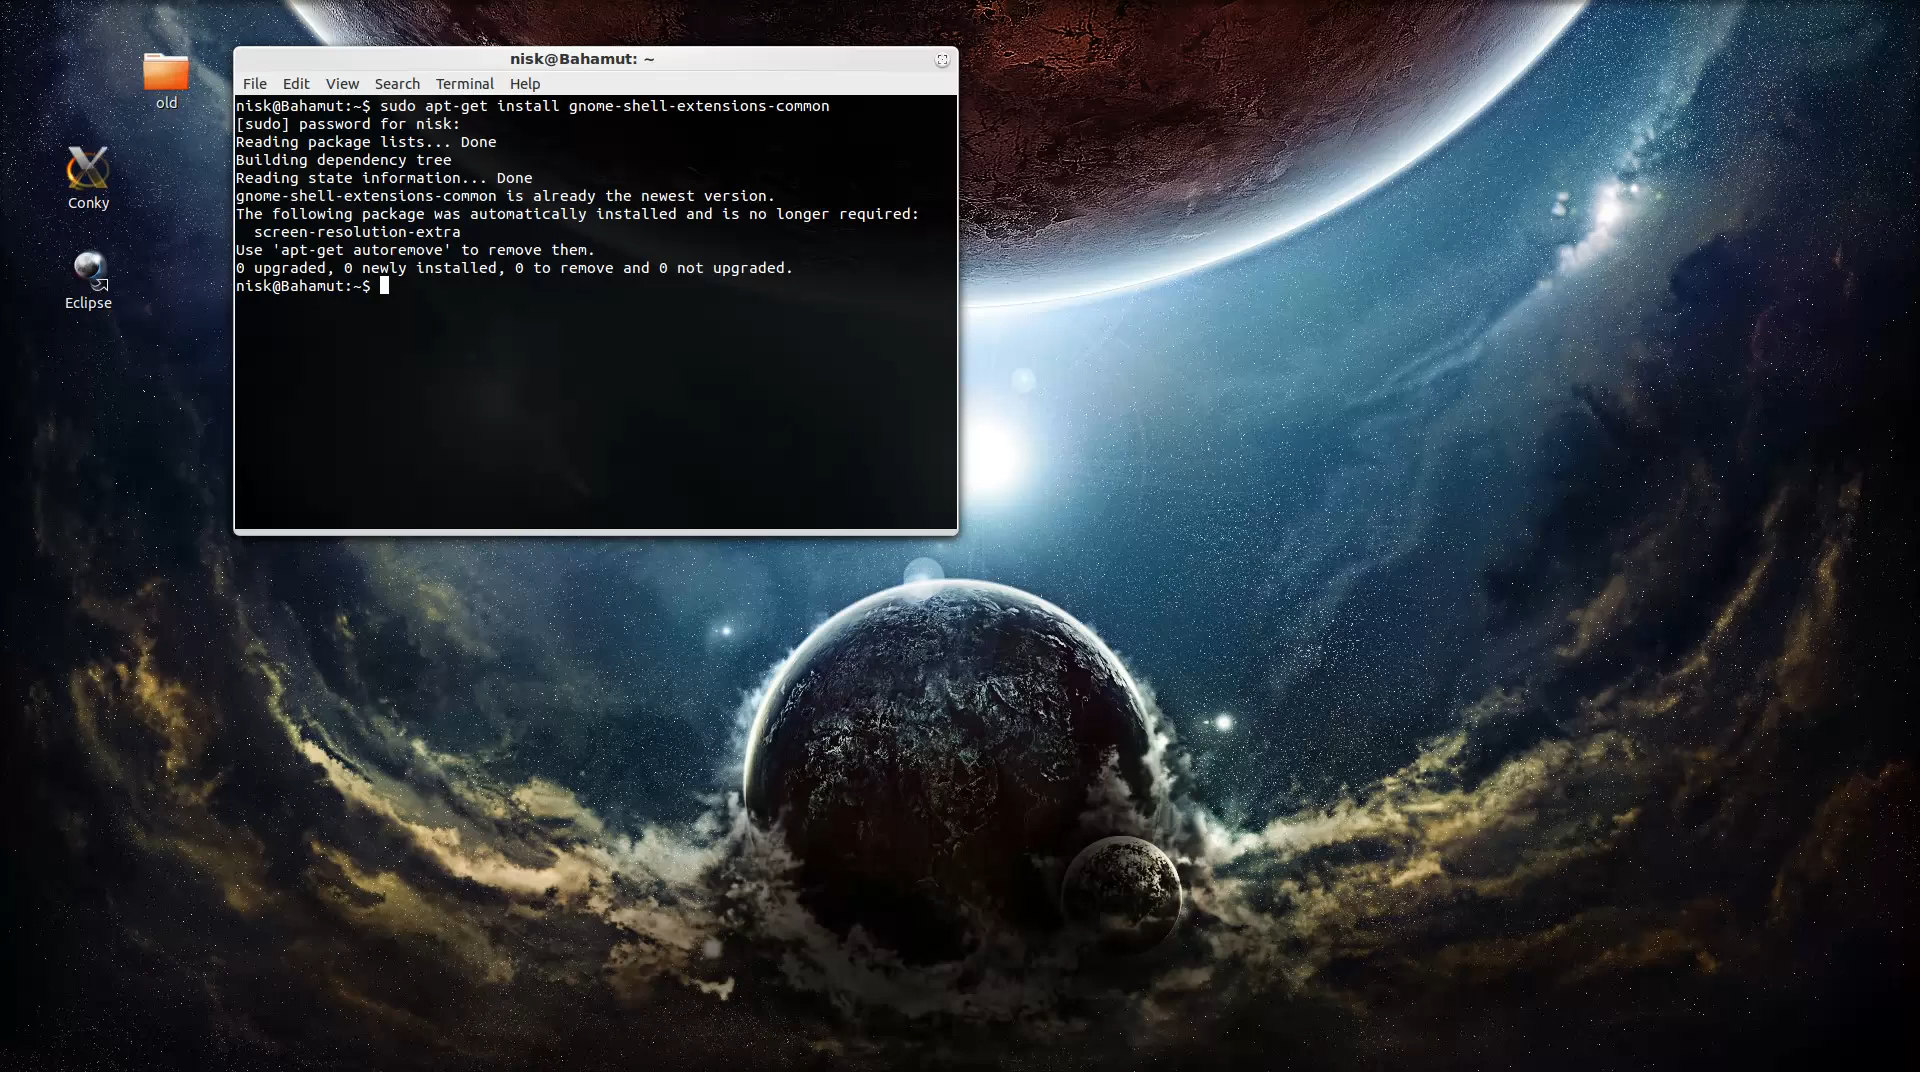 nisk@Bahamut: ~
File Edit View Search Terminal Help
nisk@Bahamut:~$ sudo apt-get install gnome-shell-extensions-common
[sudo] password for nisk:
Reading package lists... Done
Building dependency tree
Reading state information... Done
gnome-shell-extensions-common is already the newest version.
The following package was automatically installed and is no longer required:
  screen-resolution-extra
Use 'apt-get autoremove' to remove them.
0 upgraded, 0 newly installed, 0 to remove and 0 not upgraded.
nisk@Bahamut:~$
old
Conky
Eclipse